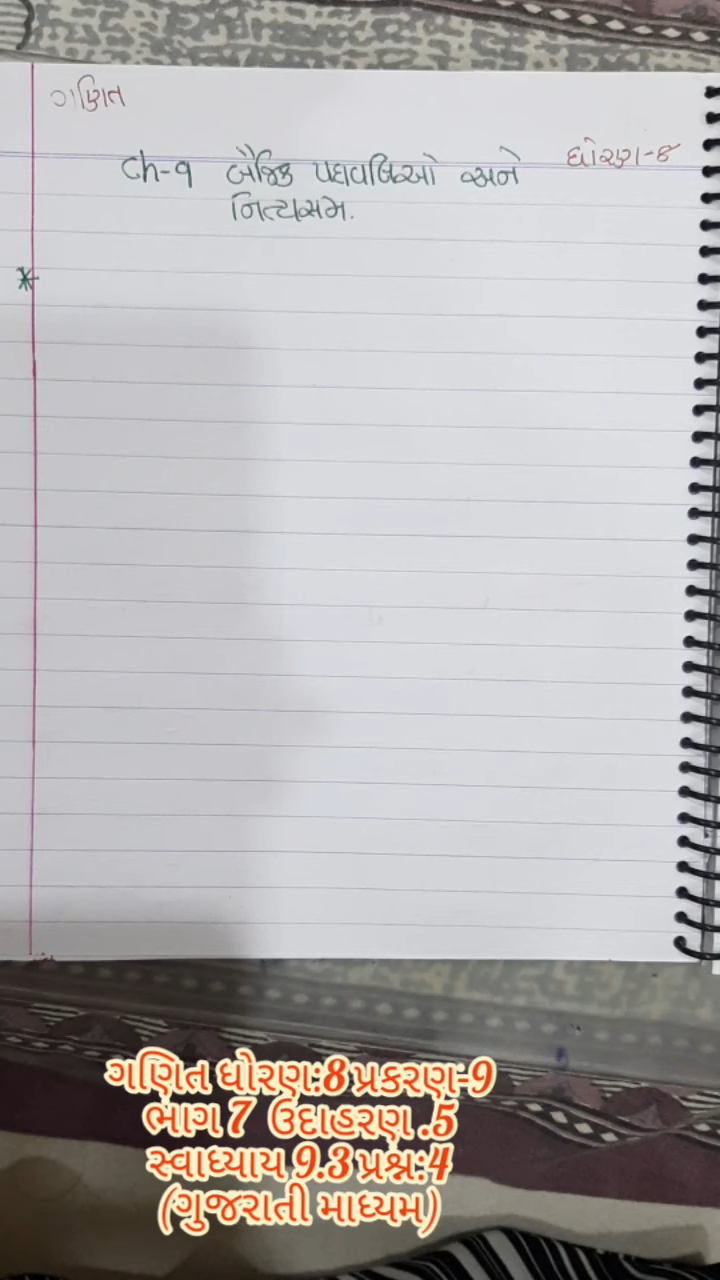 ગણિત
ધોરણ-૪
Ch-9 બૈજિક પદાવલિઓ અને
નિત્યસમ.
*
ગણિત ધોરણ:8 પ્રકરણ-9
ભાગ 7 ઉદાહરણ .5
સ્વાધ્યાય 9.3 પ્રશ્ન:4
(ગુજરાતી માધ્યમ)